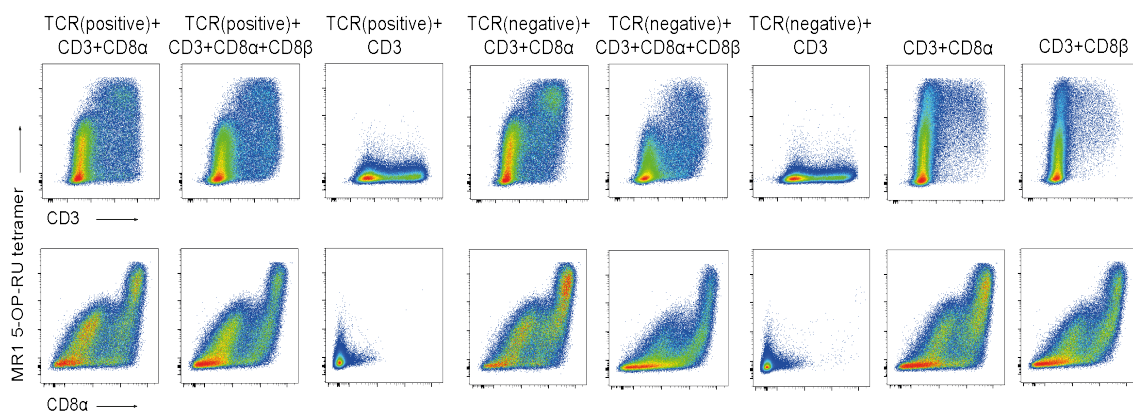 TCR(positive)+
CD3+CD8α
TCR(positive)+
CD3+CD8α+CD8β
TCR(positive)+
CD3
TCR(negative)+
CD3+CD8α
TCR(negative)+
CD3+CD8α+CD8β
TCR(negative)+
CD3
CD3+CD8α
CD3+CD8β
MR1 5-OP-RU tetramer
CD3
CD8α